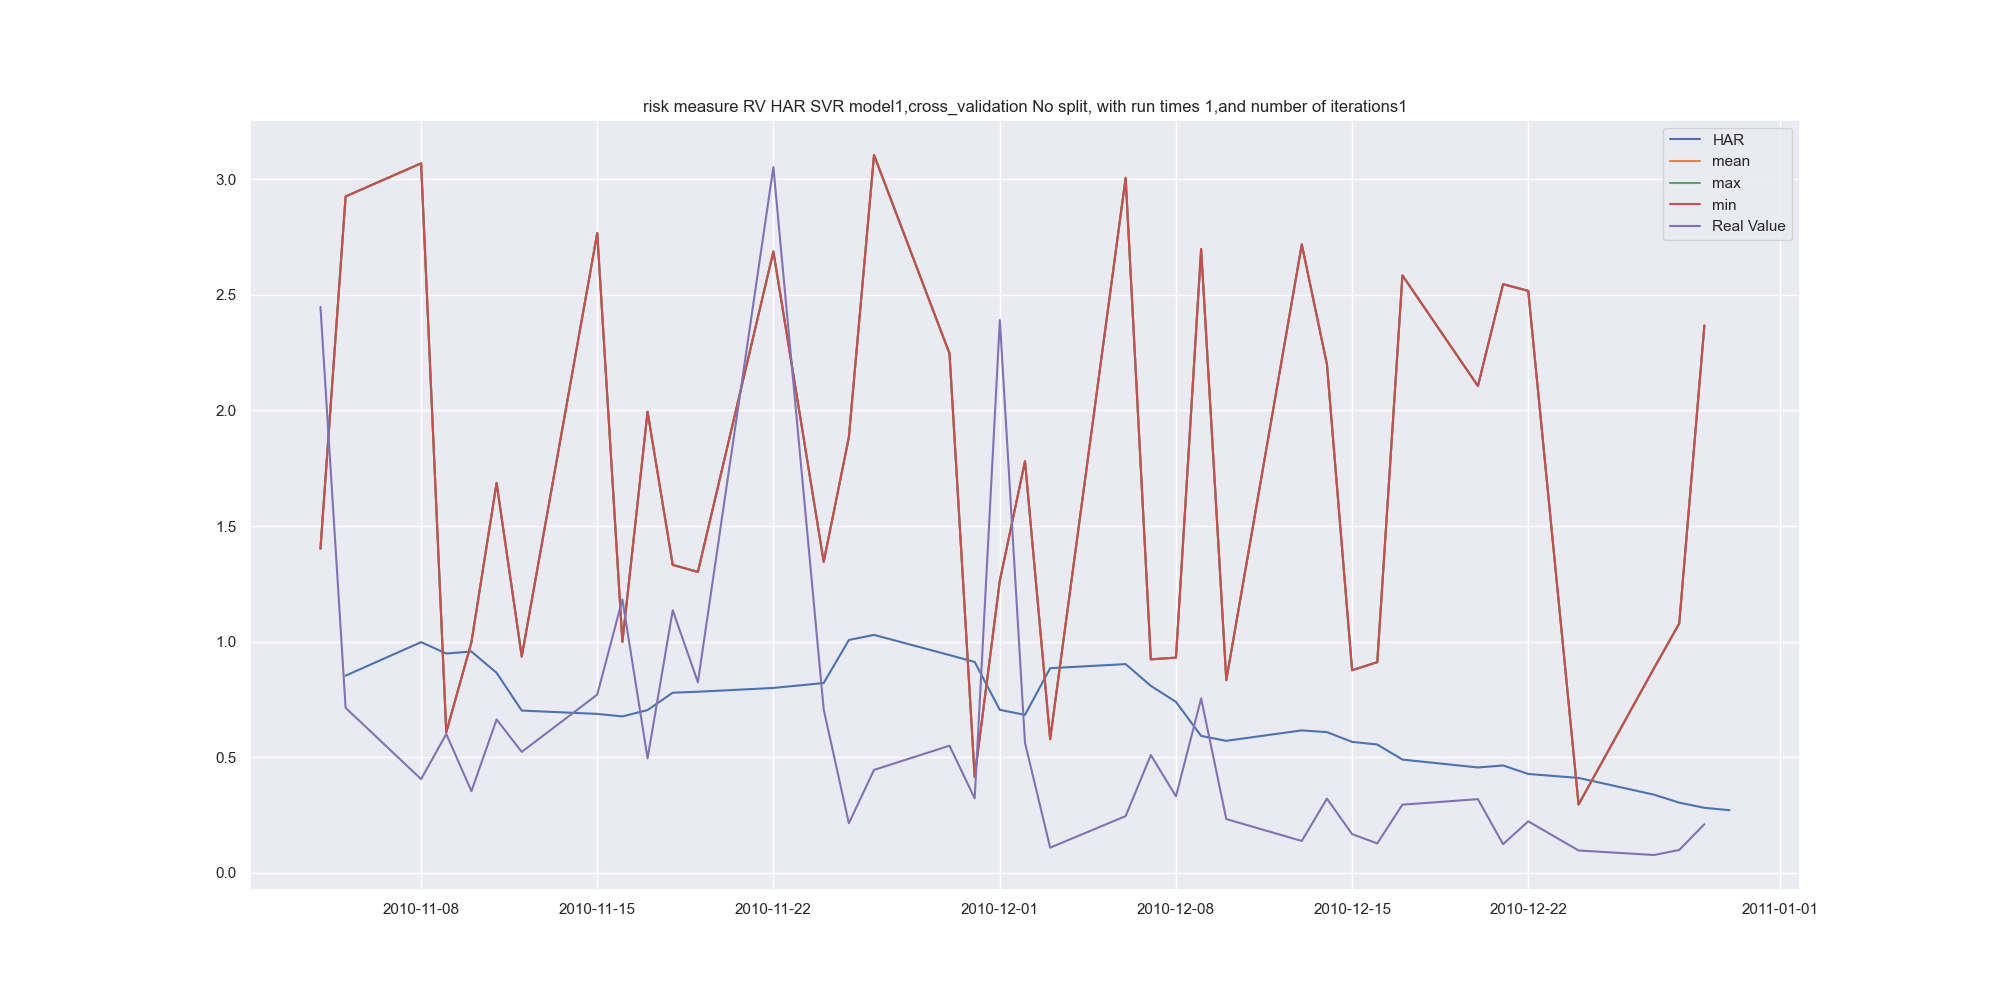 risk measure RV HAR SVR model1,cross_validation No split, with run times 1,and number of iterations1
HAR
mean
max
min
Real Value
3.0
2.5
2.0
1.5
1.0
0.5
0.0
2010-11-08
2010-11-15
2010-11-22
2010-12-01
2010-12-08
2010-12-15
2010-12-22
2011-01-01